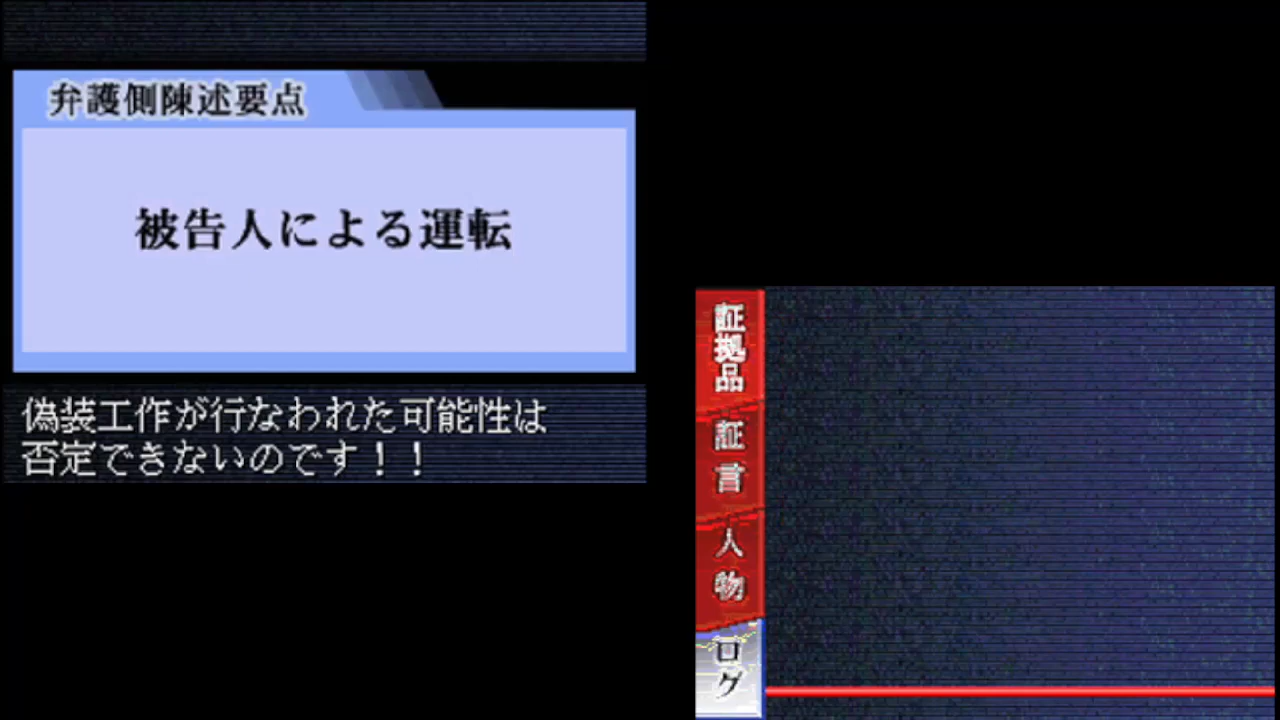 弁護側陳述要点
被告人による運転
偽装工作が行なわれた可能性は
否定できないのです！！
証拠品
証言
人物
ログ